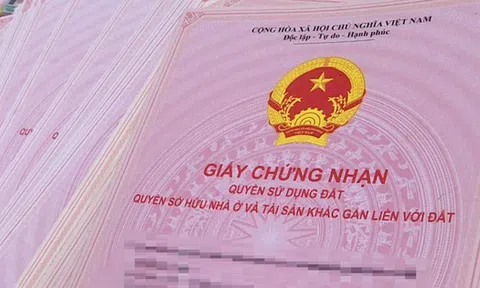 CỘNG HÒA XÃ HỘI CHỦ NGHĨA VIỆT NAM
Độc lập - Tự do - Hạnh phúc
GIẤY CHỨNG NHẬN
QUYỀN SỬ DỤNG ĐẤT
QUYỀN SỞ HỮU NHÀ Ở VÀ TÀI SẢN KHÁC GẮN LIỀN VỚI ĐẤT
QUYỀN